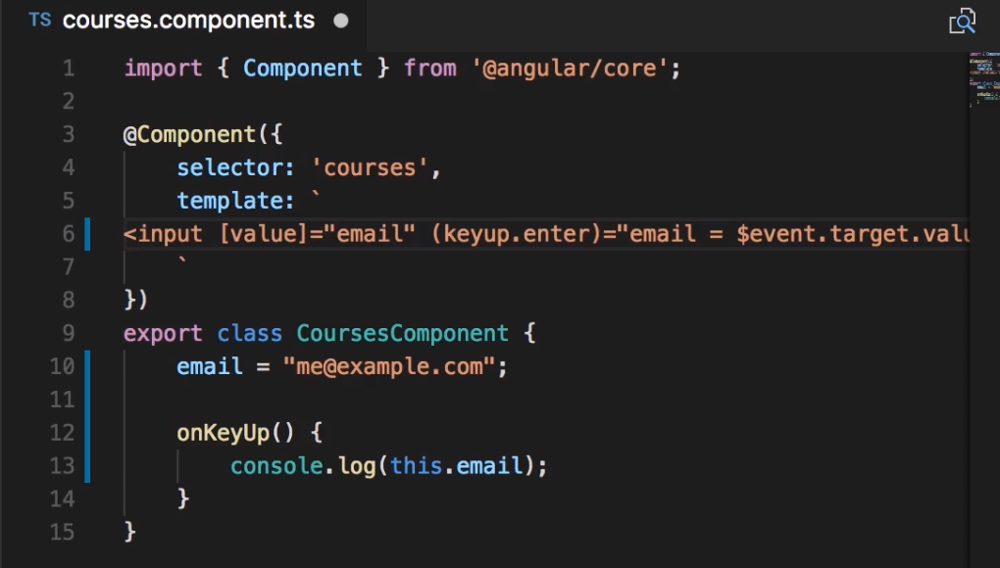 TS courses.component.ts
1 import { Component } from '@angular/core';
2
3 @Component({
4 selector: 'courses',
5 template: `
6 <input [value]="email" (keyup.enter)="email = $event.target.valu
7 `
8 })
9 export class CoursesComponent {
10 email = "me@example.com";
11
12 onKeyUp() {
13 console.log(this.email);
14 }
15 }